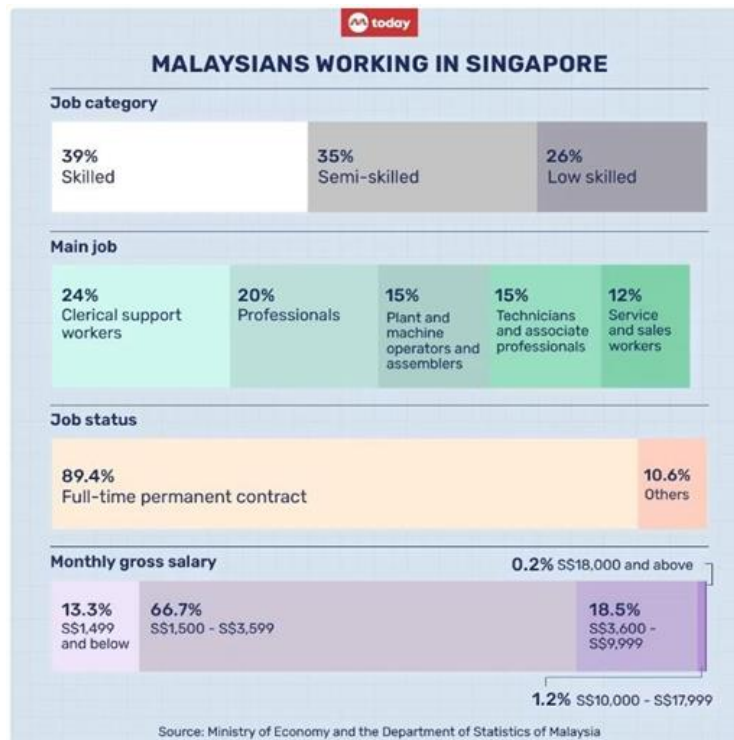 today
MALAYSIANS WORKING IN SINGAPORE
Job category
39%
Skilled
35%
Semi-skilled
26%
Low skilled
Main job
24%
Clerical support
workers
20%
Professionals
15%
Plant and
machine
operators and
assemblers
15%
Technicians
and associate
professionals
12%
Service
and sales
workers
Job status
89.4%
Full-time permanent contract
10.6%
Others
Monthly gross salary
0.2% S$18,000 and above
13.3%
S$1,499
and below
66.7%
S$1,500 - S$3,599
18.5%
S$3,600 -
S$9,999
1.2% S$10,000 - S$17,999
Source: Ministry of Economy and the Department of Statistics of Malaysia